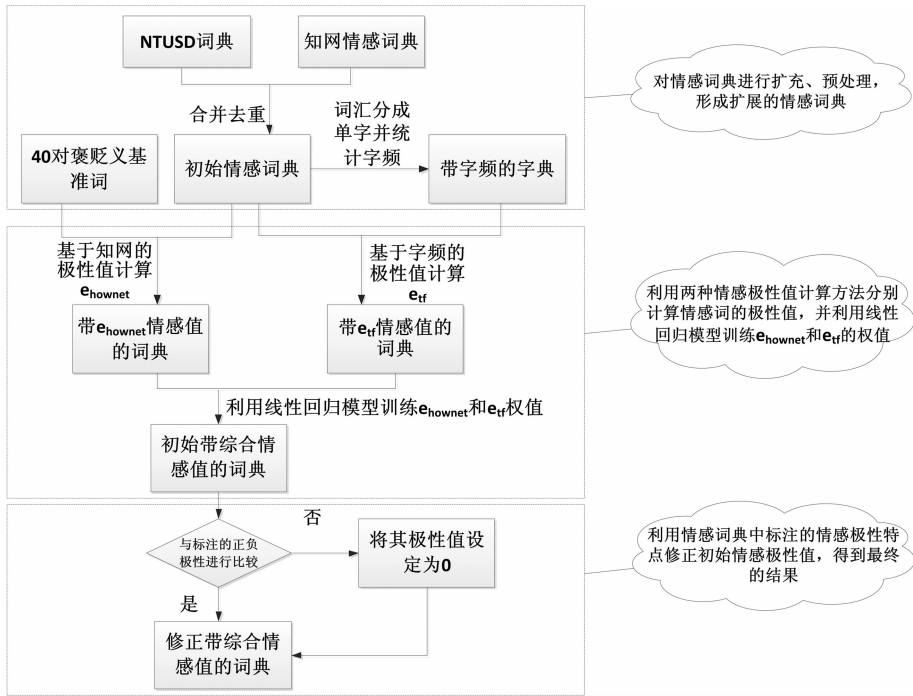 NTUSD词典
知网情感词典
合并去重
词汇分成
单字并统
计字频
40对褒贬义基
准词
初始情感词典
带字频的字典
对情感词典进行扩充、预处理，
形成扩展的情感词典
基于知网的
极性值计算
ehownet
基于字频的
极性值计算
etf
带ehownet情感值
的词典
带etf情感值的
词典
利用两种情感极性值计算方法分别
计算情感词的极性值，并利用线性
回归模型训练ehownet和etf的权值
利用线性回归模型训练ehownet和etf权值
初始带综合情
感值的词典
与标注的正负
极性进行比较
否
将其极性值设
定为0
是
修正带综合情
感值的词典
利用情感词典中标注的情感极性特
点修正初始情感极性值，得到最终
的结果